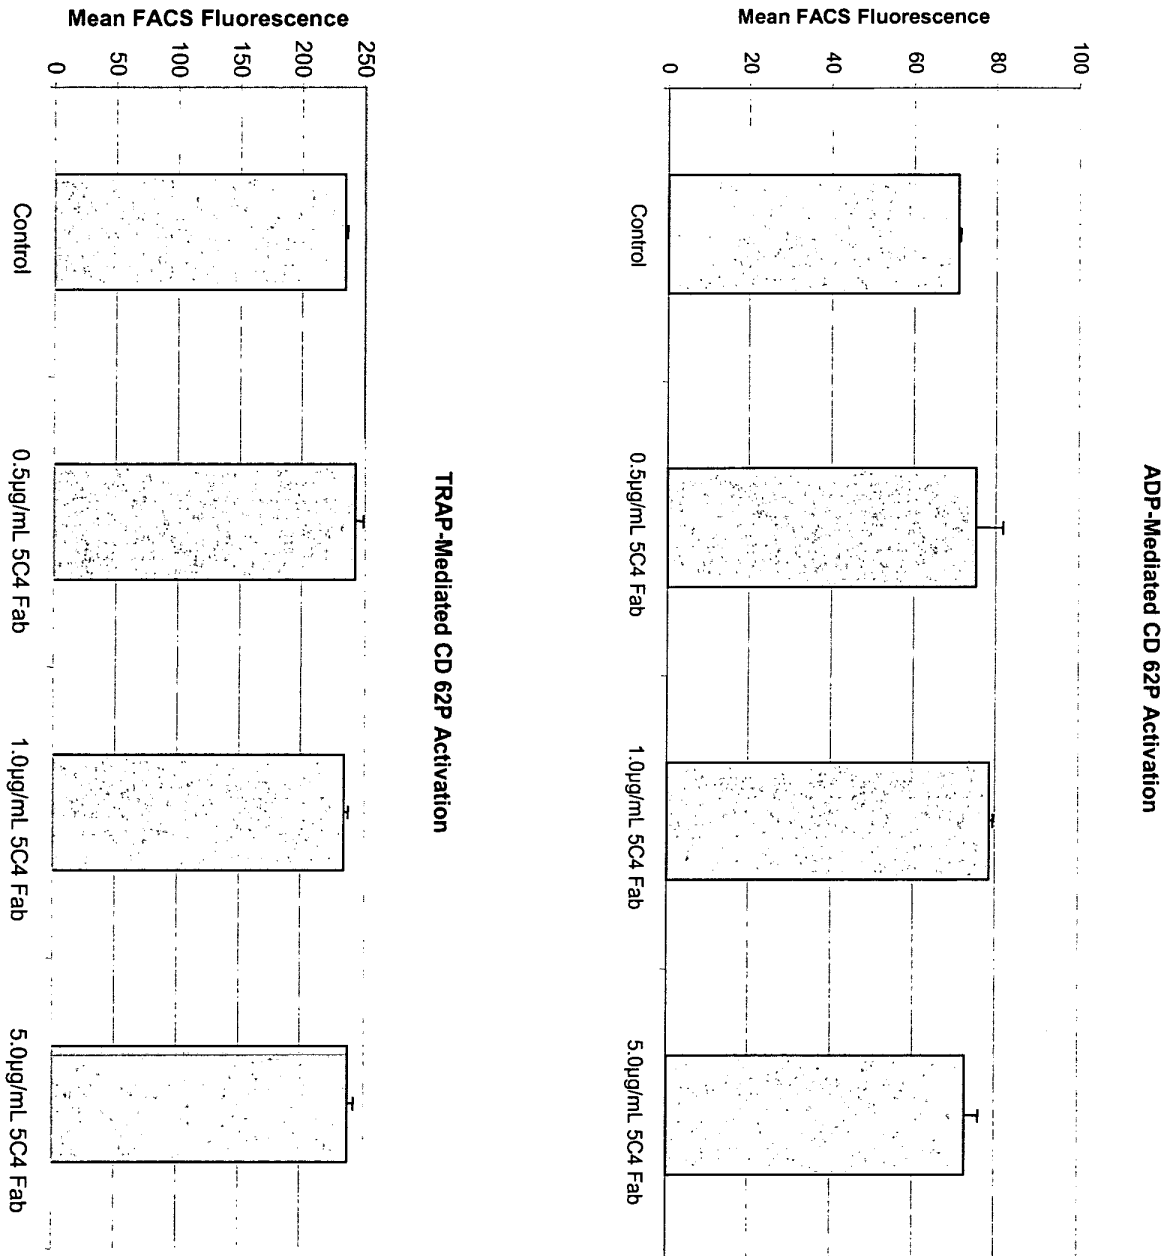 ADP-Mediated CD 62P Activation
Mean FACS Fluorescence
100
80
60
40
20
0
Control
0.5µg/mL 5C4 Fab
1.0µg/mL 5C4 Fab
5.0µg/mL 5C4 Fab
TRAP-Mediated CD 62P Activation
Mean FACS Fluorescence
250
200
150
100
50
0
Control
0.5µg/mL 5C4 Fab
1.0µg/mL 5C4 Fab
5.0µg/mL 5C4 Fab